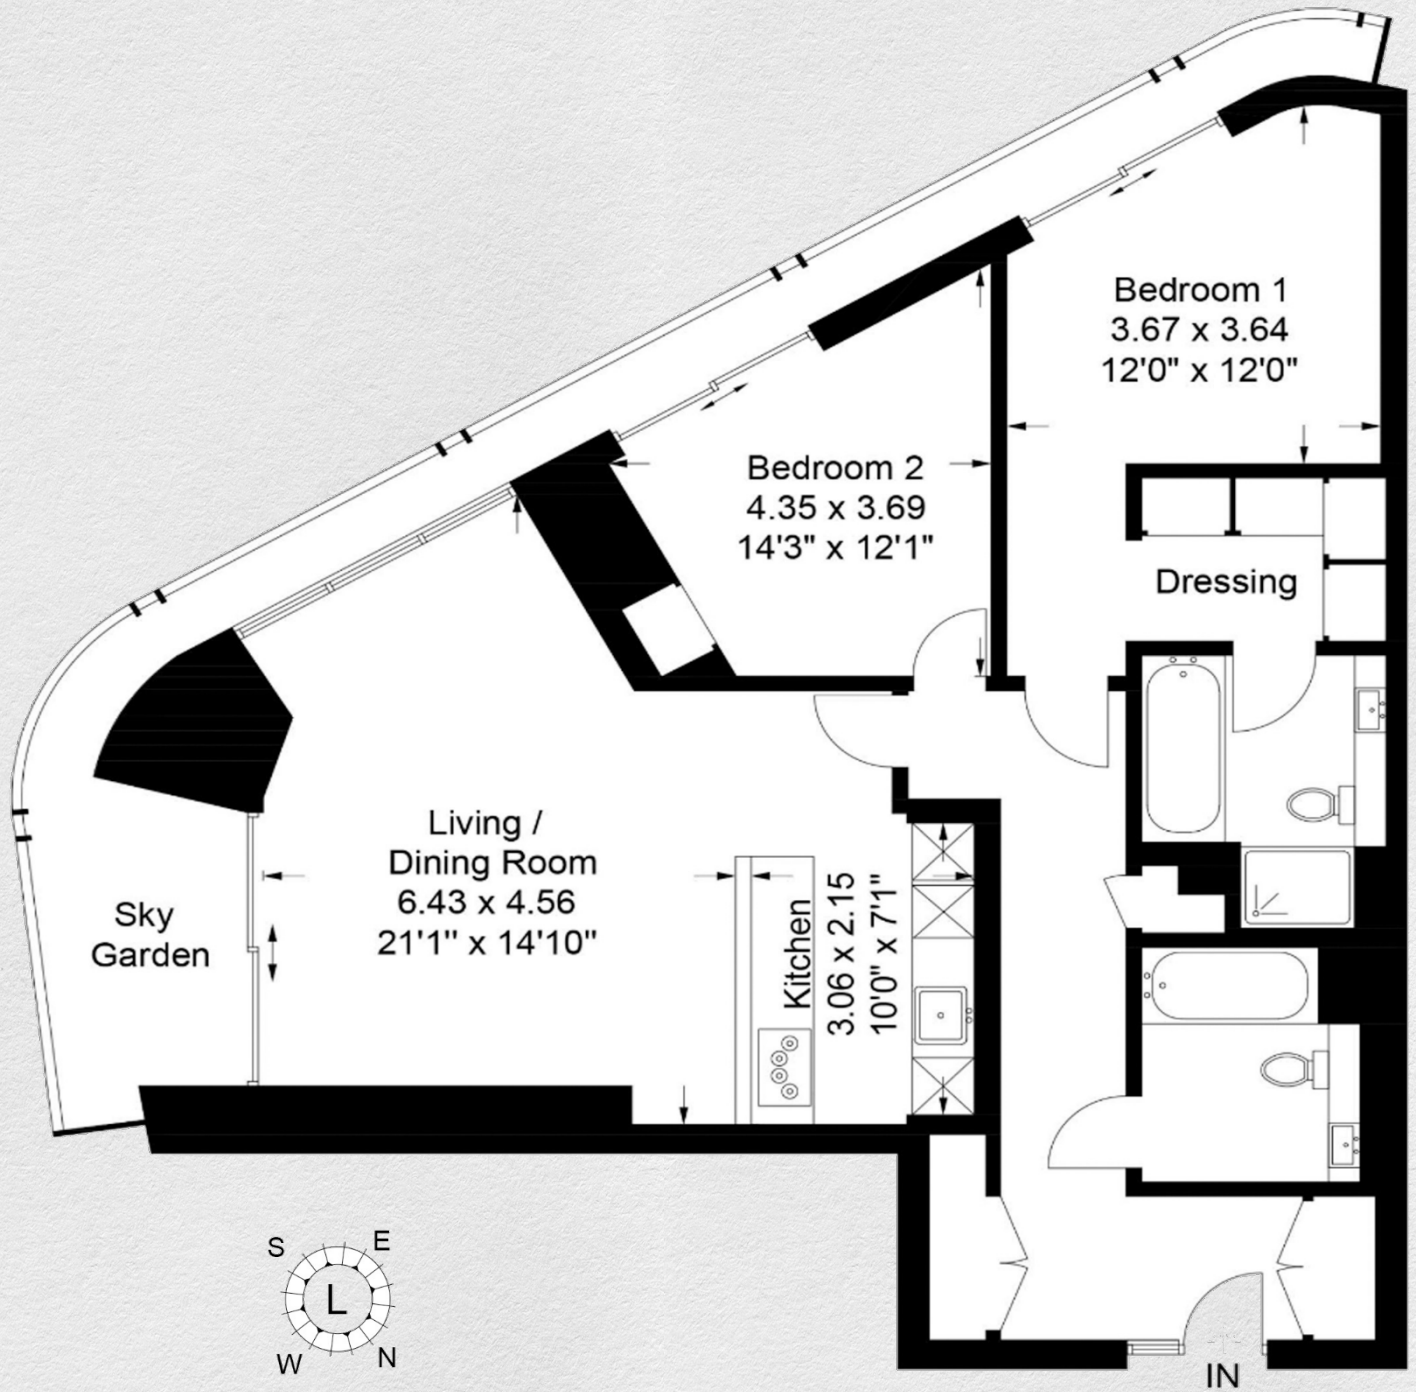 Bedroom 1
3.67 x 3.64
12'0" x 12'0"
Bedroom 2
4.35 x 3.69
14'3" x 12'1"
Dressing
Living /
Dining Room
6.43 x 4.56
21'1" x 14'10"
Sky
Garden
Kitchen
3.06 x 2.15
10'0" x 7'1"
S
E
L
W
N
IN